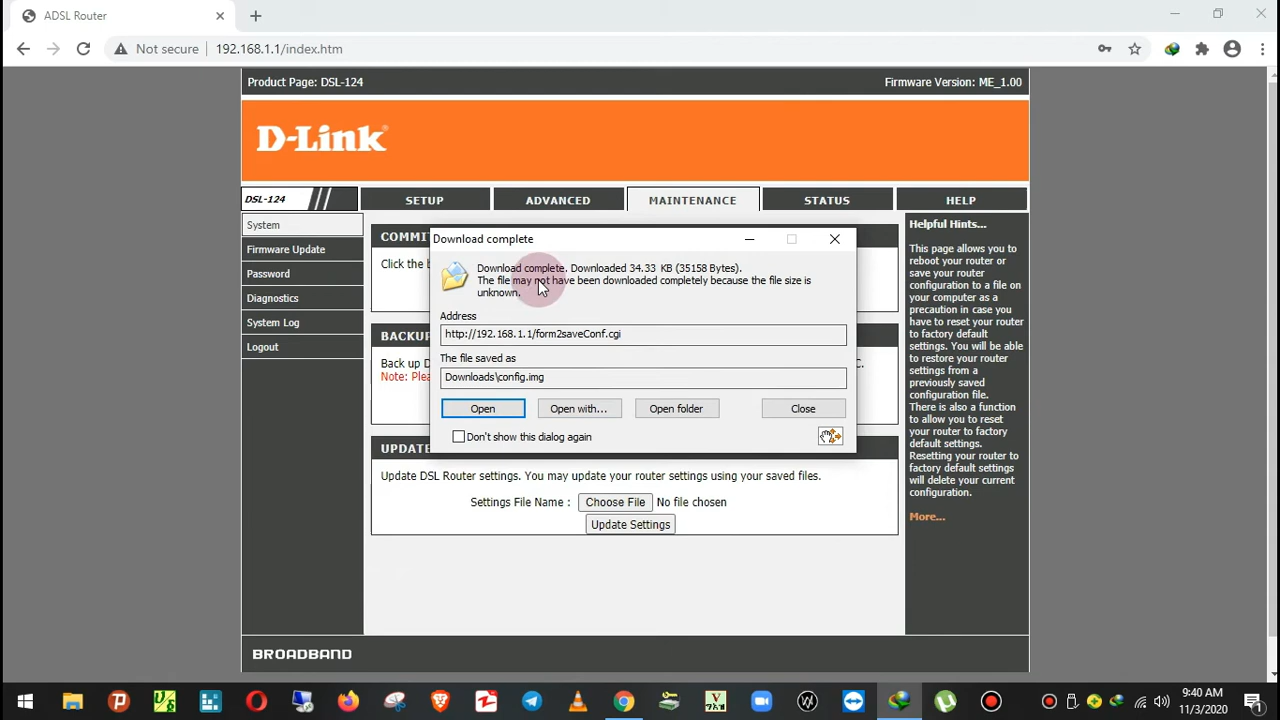 ADSL Router
Not secure
192.168.1.1/index.htm
Product Page: DSL-124
Firmware Version: ME_1.00
D-Link
DSL-124
SETUP
ADVANCED
MAINTENANCE
STATUS
HELP
System
Firmware Update
Password
Diagnostics
System Log
Logout
COMMIT
Click the b
BACKUP
Back up D
C.
Note: Plea
UPDATE
Update DSL Router settings. You may update your router settings using your saved files.
Settings File Name :
Choose File
No file chosen
Update Settings
Download complete
Download complete. Downloaded 34.33 KB (35158 Bytes).
The file may not have been downloaded completely because the file size is
unknown.
Address
http://192.168.1.1/form2saveConf.cgi
The file saved as
Downloads\config.img
Open
Open with...
Open folder
Close
Don't show this dialog again
Helpful Hints...
This page allows you to
reboot your router or
save your router
configuration to a file on
your computer as a
precaution in case you
have to reset your router
to factory default
settings. You will be able
to restore your router
settings from a
previously saved
configuration file.
There is also a function
to allow you to reset
your router to factory
default settings.
Resetting your router to
factory default settings
will delete your current
configuration.
More...
BROADBAND
9:40 AM
11/3/2020